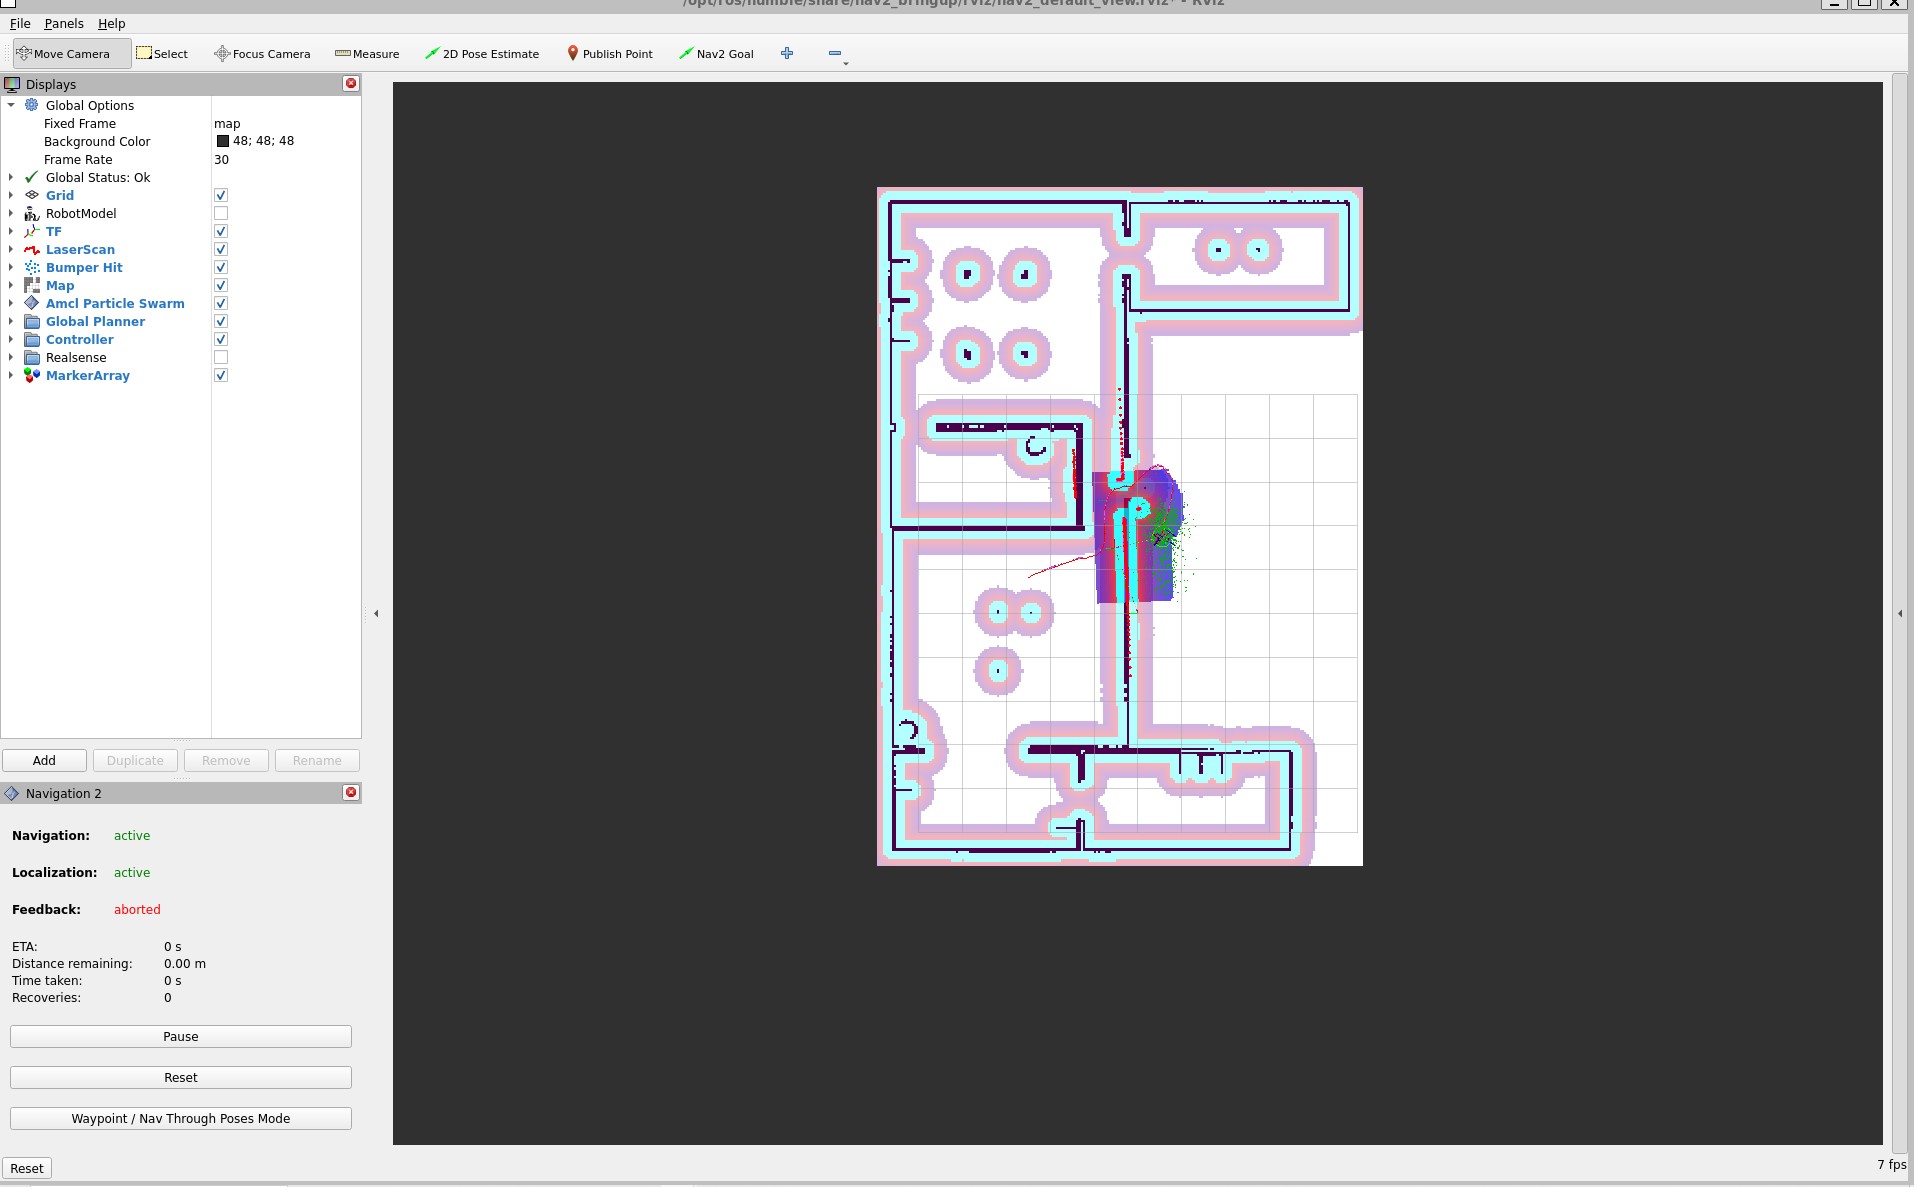 /opt/ros/humble/share/nav2_bringup/rviz/nav2_default_view.rviz* - RViz
File Panels Help
Move Camera Select Focus Camera Measure 2D Pose Estimate Publish Point Nav2 Goal
Displays
Global Options
Fixed Frame map
Background Color 48; 48; 48
Frame Rate 30
Global Status: Ok
Grid
RobotModel
TF
LaserScan
Bumper Hit
Map
Amcl Particle Swarm
Global Planner
Controller
Realsense
MarkerArray
Add Duplicate Remove Rename
Navigation 2
Navigation: active
Localization: active
Feedback: aborted
ETA: 0 s
Distance remaining: 0.00 m
Time taken: 0 s
Recoveries: 0
Pause
Reset
Waypoint / Nav Through Poses Mode
Reset
7 fps